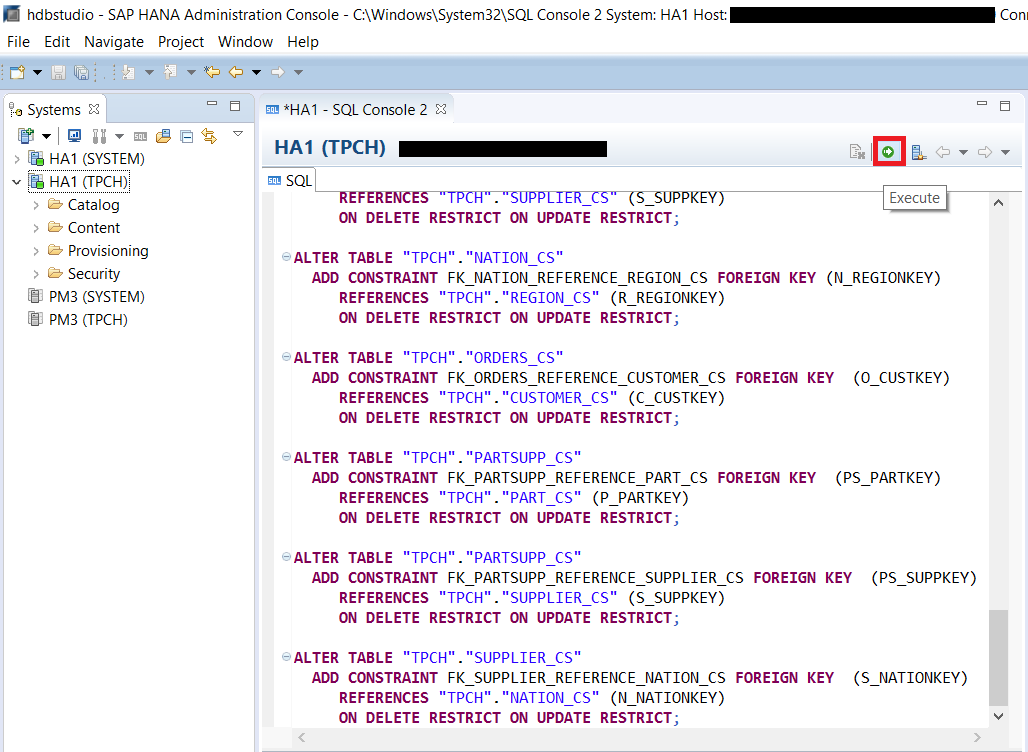 hdbstudio - SAP HANA Administration Console - C:\Windows\System32\SQL Console 2 System: HA1 Host:
File Edit Navigate Project Window Help
Systems
HA1 (SYSTEM)
HA1 (TPCH)
Catalog
Content
Provisioning
Security
PM3 (SYSTEM)
PM3 (TPCH)
SQL *HA1 - SQL Console 2
HA1 (TPCH)
Execute
SQL SQL
REFERENCES "TPCH"."SUPPLIER_CS" (S_SUPPKEY)
ON DELETE RESTRICT ON UPDATE RESTRICT;
ALTER TABLE "TPCH"."NATION_CS"
ADD CONSTRAINT FK_NATION_REFERENCE_REGION_CS FOREIGN KEY (N_REGIONKEY)
REFERENCES "TPCH"."REGION_CS" (R_REGIONKEY)
ON DELETE RESTRICT ON UPDATE RESTRICT;
ALTER TABLE "TPCH"."ORDERS_CS"
ADD CONSTRAINT FK_ORDERS_REFERENCE_CUSTOMER_CS FOREIGN KEY (O_CUSTKEY)
REFERENCES "TPCH"."CUSTOMER_CS" (C_CUSTKEY)
ON DELETE RESTRICT ON UPDATE RESTRICT;
ALTER TABLE "TPCH"."PARTSUPP_CS"
ADD CONSTRAINT FK_PARTSUPP_REFERENCE_PART_CS FOREIGN KEY (PS_PARTKEY)
REFERENCES "TPCH"."PART_CS" (P_PARTKEY)
ON DELETE RESTRICT ON UPDATE RESTRICT;
ALTER TABLE "TPCH"."PARTSUPP_CS"
ADD CONSTRAINT FK_PARTSUPP_REFERENCE_SUPPLIER_CS FOREIGN KEY (PS_SUPPKEY)
REFERENCES "TPCH"."SUPPLIER_CS" (S_SUPPKEY)
ON DELETE RESTRICT ON UPDATE RESTRICT;
ALTER TABLE "TPCH"."SUPPLIER_CS"
ADD CONSTRAINT FK_SUPPLIER_REFERENCE_NATION_CS FOREIGN KEY (S_NATIONKEY)
REFERENCES "TPCH"."NATION_CS" (N_NATIONKEY)
ON DELETE RESTRICT ON UPDATE RESTRICT;